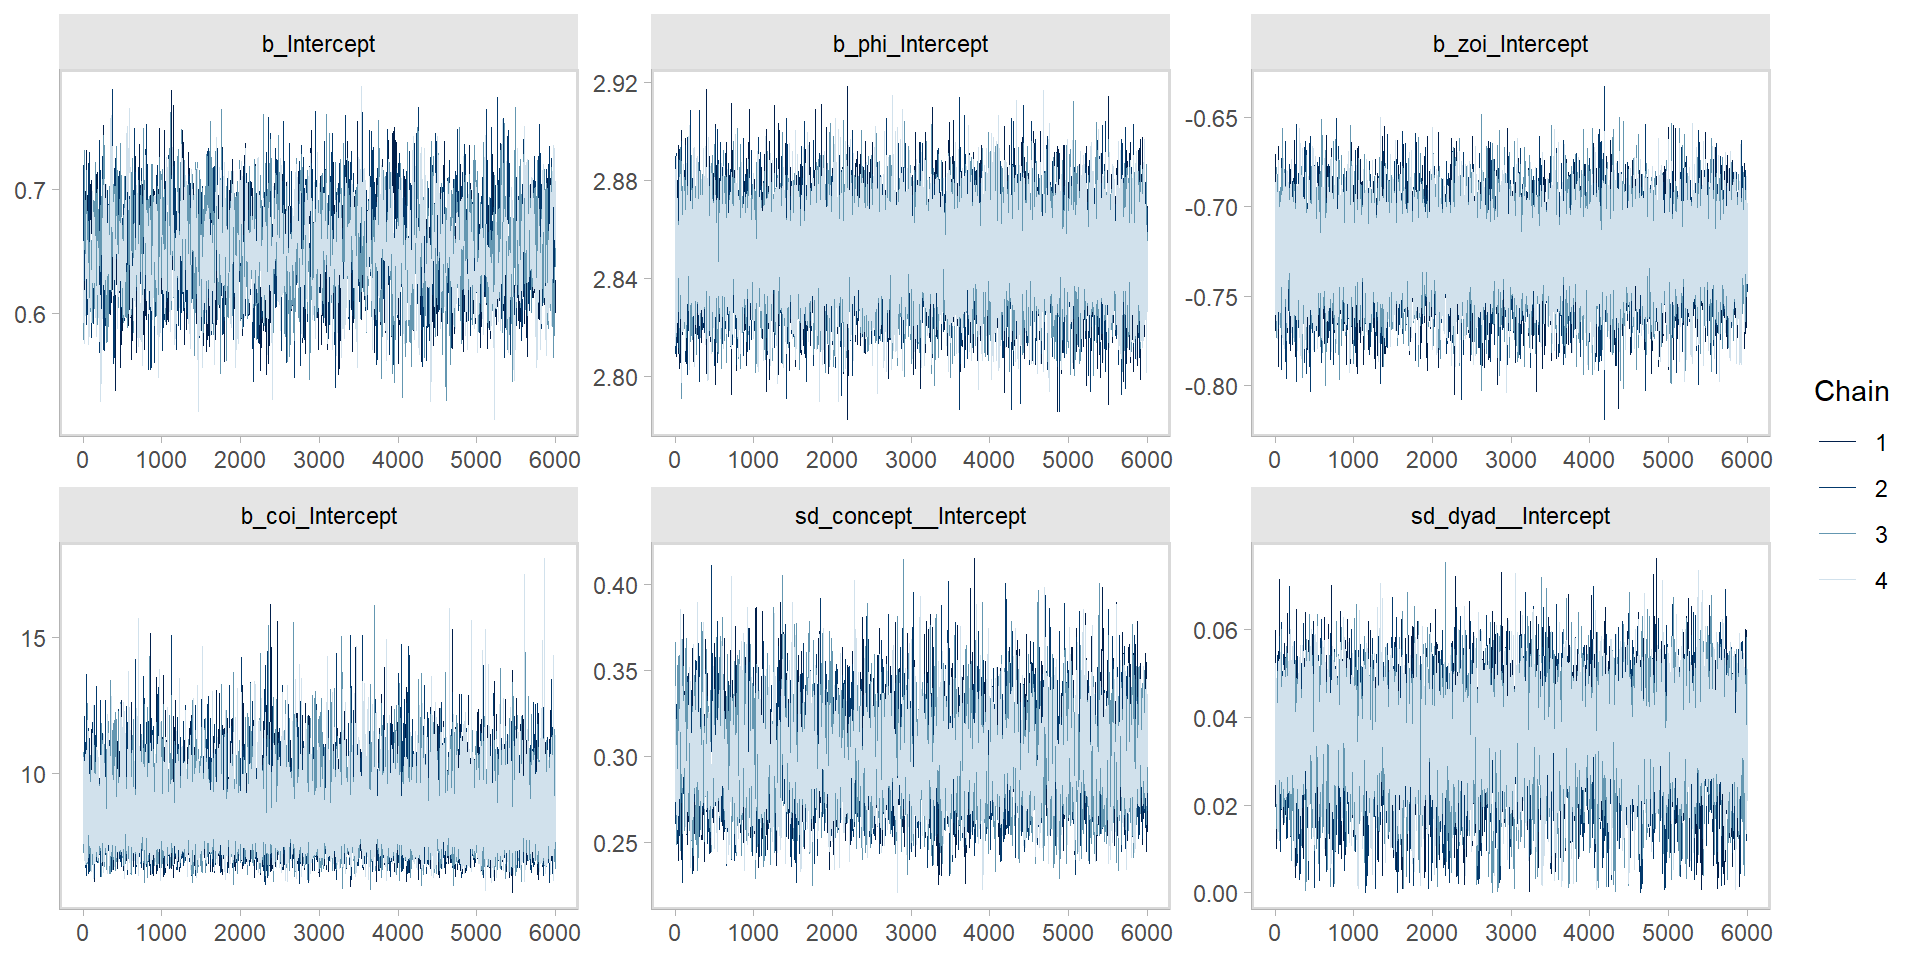 b_Intercept
b_phi_Intercept
b_zoi_Intercept
0.7
0.6
2.92
2.88
2.84
2.80
-0.65
-0.70
-0.75
-0.80
0 1000 2000 3000 4000 5000 6000
0 1000 2000 3000 4000 5000 6000
0 1000 2000 3000 4000 5000 6000
b_coi_Intercept
sd_concept__Intercept
sd_dyad__Intercept
15
10
0.40
0.35
0.30
0.25
0.06
0.04
0.02
0.00
0 1000 2000 3000 4000 5000 6000
0 1000 2000 3000 4000 5000 6000
0 1000 2000 3000 4000 5000 6000
Chain
1
2
3
4